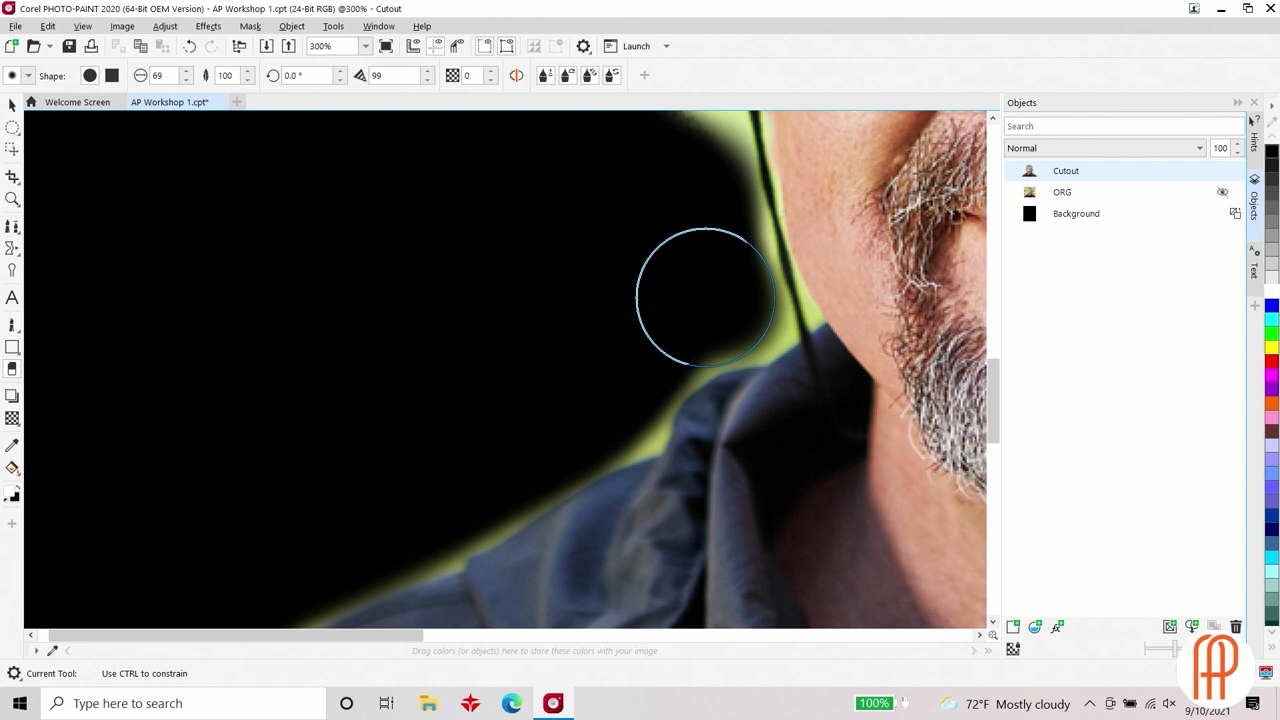 Corel PHOTO-PAINT 2020 (64-Bit OEM Version) - AP Workshop 1.cpt (24-Bit RGB) @300% - Cutout
File Edit View Image Adjust Effects Mask Object Tools Window Help
300% Launch
Shape: 69 100 0.0 ° 99 0
Welcome Screen AP Workshop 1.cpt*
Objects
Search
Normal 100
Cutout
ORG
Background
Hints
Objects
Text
Drag colors (or objects) here to store these colors with your image
Current Tool: Use CTRL to constrain
Type here to search
100% 72°F Mostly cloudy
9/10/2021